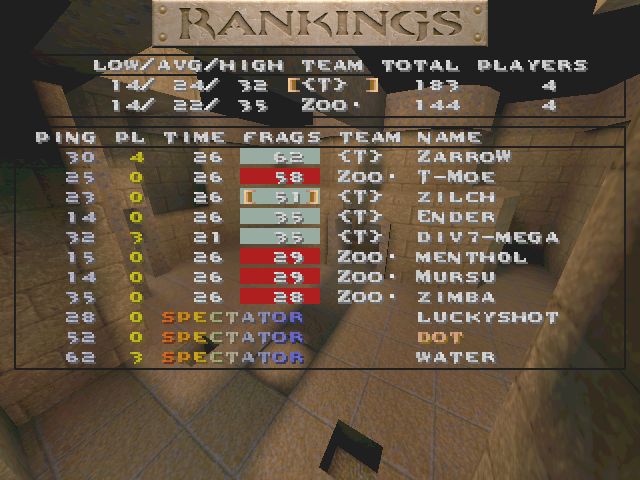 RANKINGS
LOW/AVG/HIGH TEAM TOTAL PLAYERS
14/ 24/ 32 [{T} ] 183 4
14/ 22/ 35 ZOO· 144 4
PING PL TIME FRAGS TEAM NAME
30 4 26 62 {T} ZARROW
25 0 26 58 ZOO· T-MOE
23 0 26 [ 51 ] {T} ZILCH
14 0 26 35 {T} ENDER
32 3 21 35 {T} DIV7-MEGA
15 0 26 29 ZOO· MENTHOL
14 0 26 29 ZOO· MURSU
35 0 26 28 ZOO· ZIMBA
28 0 SPECTATOR LUCKYSHOT
52 0 SPECTATOR DOT
62 3 SPECTATOR WATER